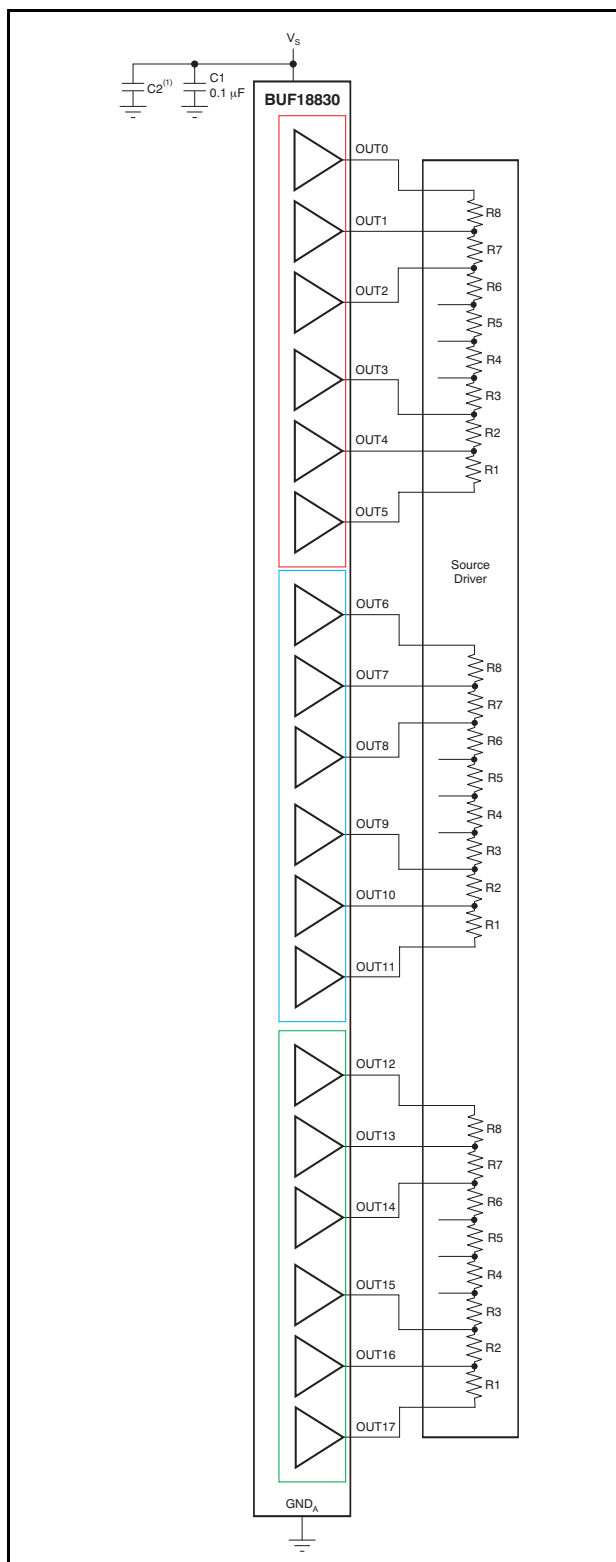 VS
C2(1)
C1
0.1 μF
BUF18830
OUT0
R8
OUT1
R7
OUT2
R6
R5
R4
OUT3
R3
R2
OUT4
R1
OUT5
Source
Driver
OUT6
R8
OUT7
R7
OUT8
R6
R5
R4
OUT9
R3
R2
OUT10
R1
OUT11
OUT12
R8
OUT13
R7
OUT14
R6
R5
R4
OUT15
R3
R2
OUT16
R1
OUT17
GNDA